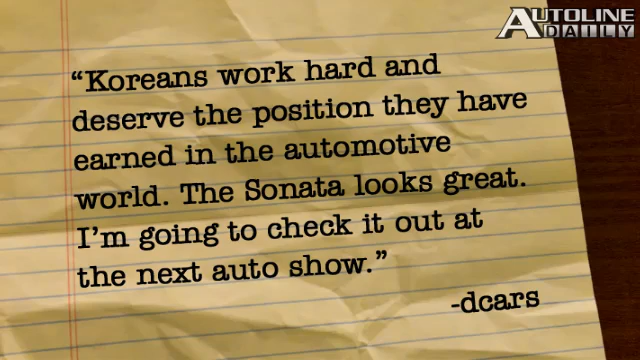 AUTOLINE
DAILY
“Koreans work hard and
deserve the position they have
earned in the automotive
world. The Sonata looks great.
I’m going to check it out at
the next auto show.”
-dcars